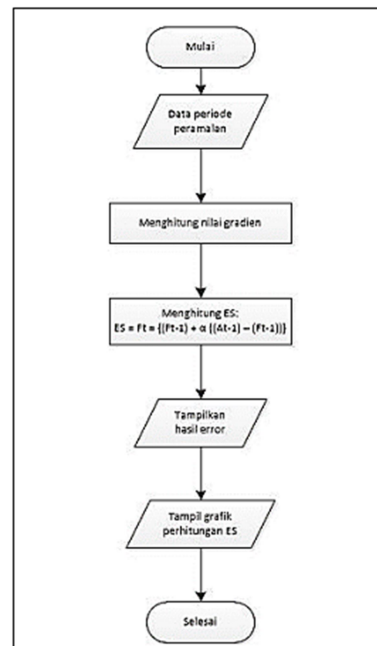 Mulai
Data periode
peramalan
Menghitung nilai gradien
Menghitung ES:
ES = Ft = {(Ft-1) + α ((At-1) – (Ft-1))}
Tampilkan
hasil error
Tampil grafik
perhitungan ES
Selesai